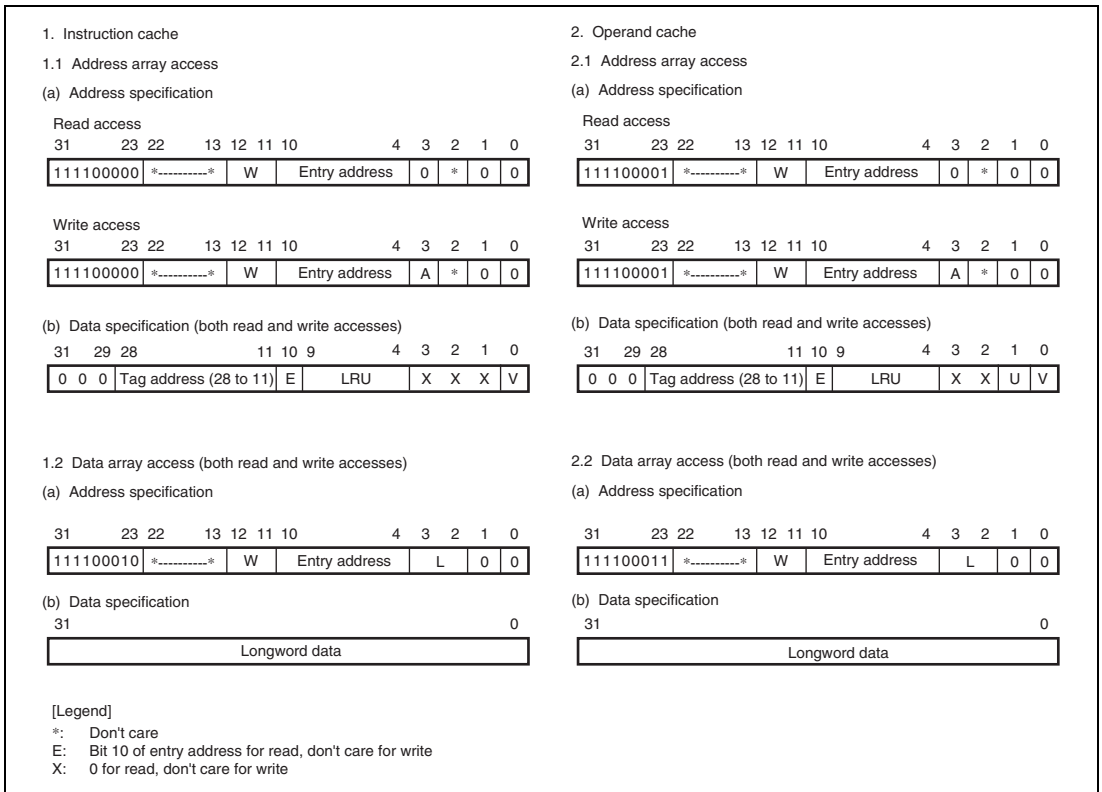 1. Instruction cache
1.1 Address array access
(a) Address specification
Read access
31 23 22 13 12 11 10 4 3 2 1 0
111100000 *----------* W Entry address 0 * 0 0
Write access
31 23 22 13 12 11 10 4 3 2 1 0
111100000 *----------* W Entry address A * 0 0
(b) Data specification (both read and write accesses)
31 29 28 11 10 9 4 3 2 1 0
0 0 0 Tag address (28 to 11) E LRU X X X V
1.2 Data array access (both read and write accesses)
(a) Address specification
31 23 22 13 12 11 10 4 3 2 1 0
111100010 *----------* W Entry address L 0 0
(b) Data specification
31 0
Longword data
2. Operand cache
2.1 Address array access
(a) Address specification
Read access
31 23 22 13 12 11 10 4 3 2 1 0
111100001 *----------* W Entry address 0 * 0 0
Write access
31 23 22 13 12 11 10 4 3 2 1 0
111100001 *----------* W Entry address A * 0 0
(b) Data specification (both read and write accesses)
31 29 28 11 10 9 4 3 2 1 0
0 0 0 Tag address (28 to 11) E LRU X X U V
2.2 Data array access (both read and write accesses)
(a) Address specification
31 23 22 13 12 11 10 4 3 2 1 0
111100011 *----------* W Entry address L 0 0
(b) Data specification
31 0
Longword data
[Legend]
*: Don't care
E: Bit 10 of entry address for read, don't care for write
X: 0 for read, don't care for write